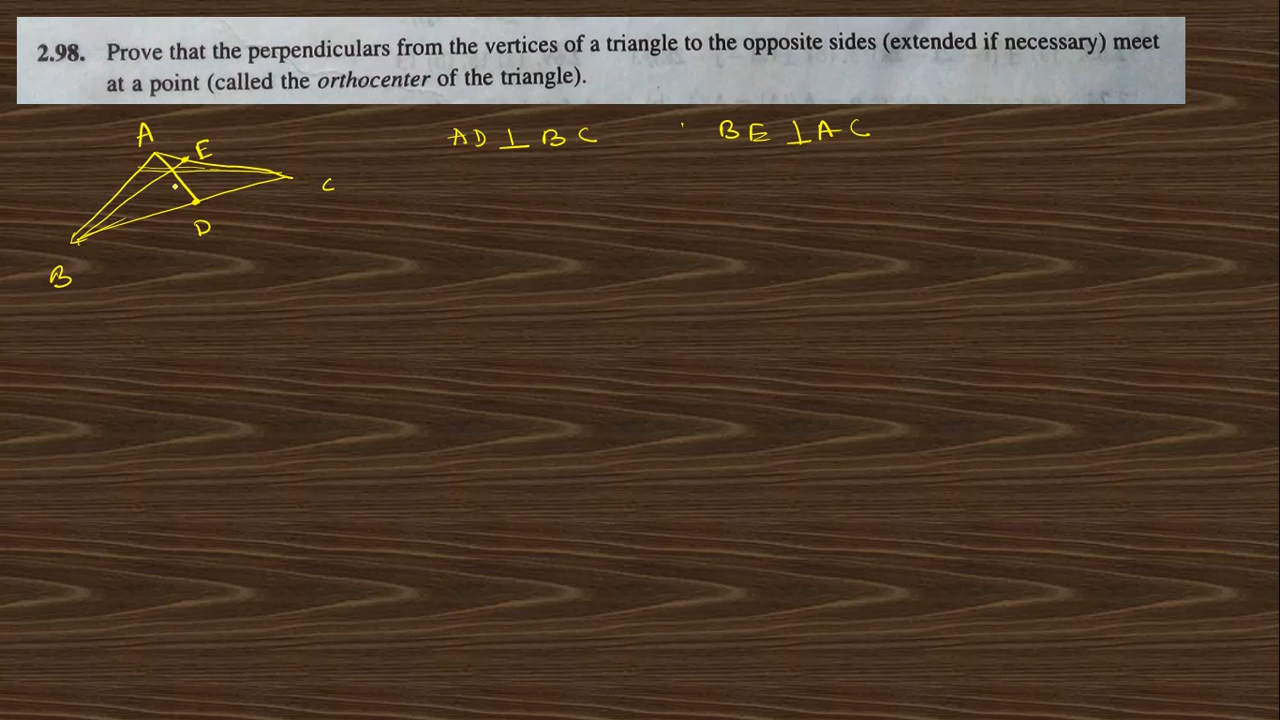 2.98. Prove that the perpendiculars from the vertices of a triangle to the opposite sides (extended if necessary) meet
at a point (called the orthocenter of the triangle).
A
E
AD ⊥ BC
BE ⊥ AC
C
D
B